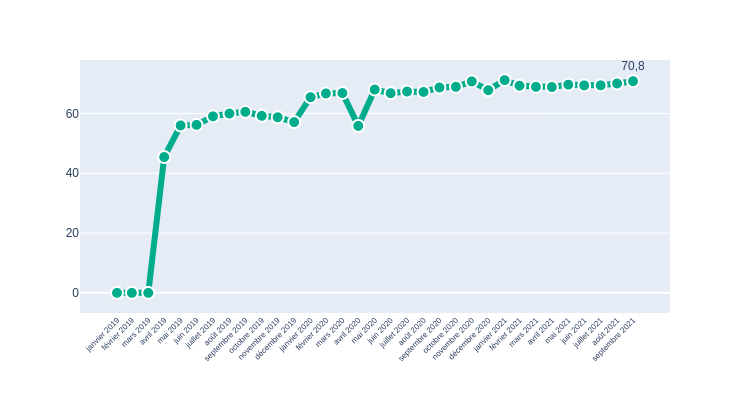 70,8
60
40
20
0
janvier 2019
février 2019
mars 2019
avril 2019
mai 2019
juin 2019
juillet 2019
août 2019
septembre 2019
octobre 2019
novembre 2019
décembre 2019
janvier 2020
février 2020
mars 2020
avril 2020
mai 2020
juin 2020
juillet 2020
août 2020
septembre 2020
octobre 2020
novembre 2020
décembre 2020
janvier 2021
février 2021
mars 2021
avril 2021
mai 2021
juin 2021
juillet 2021
août 2021
septembre 2021